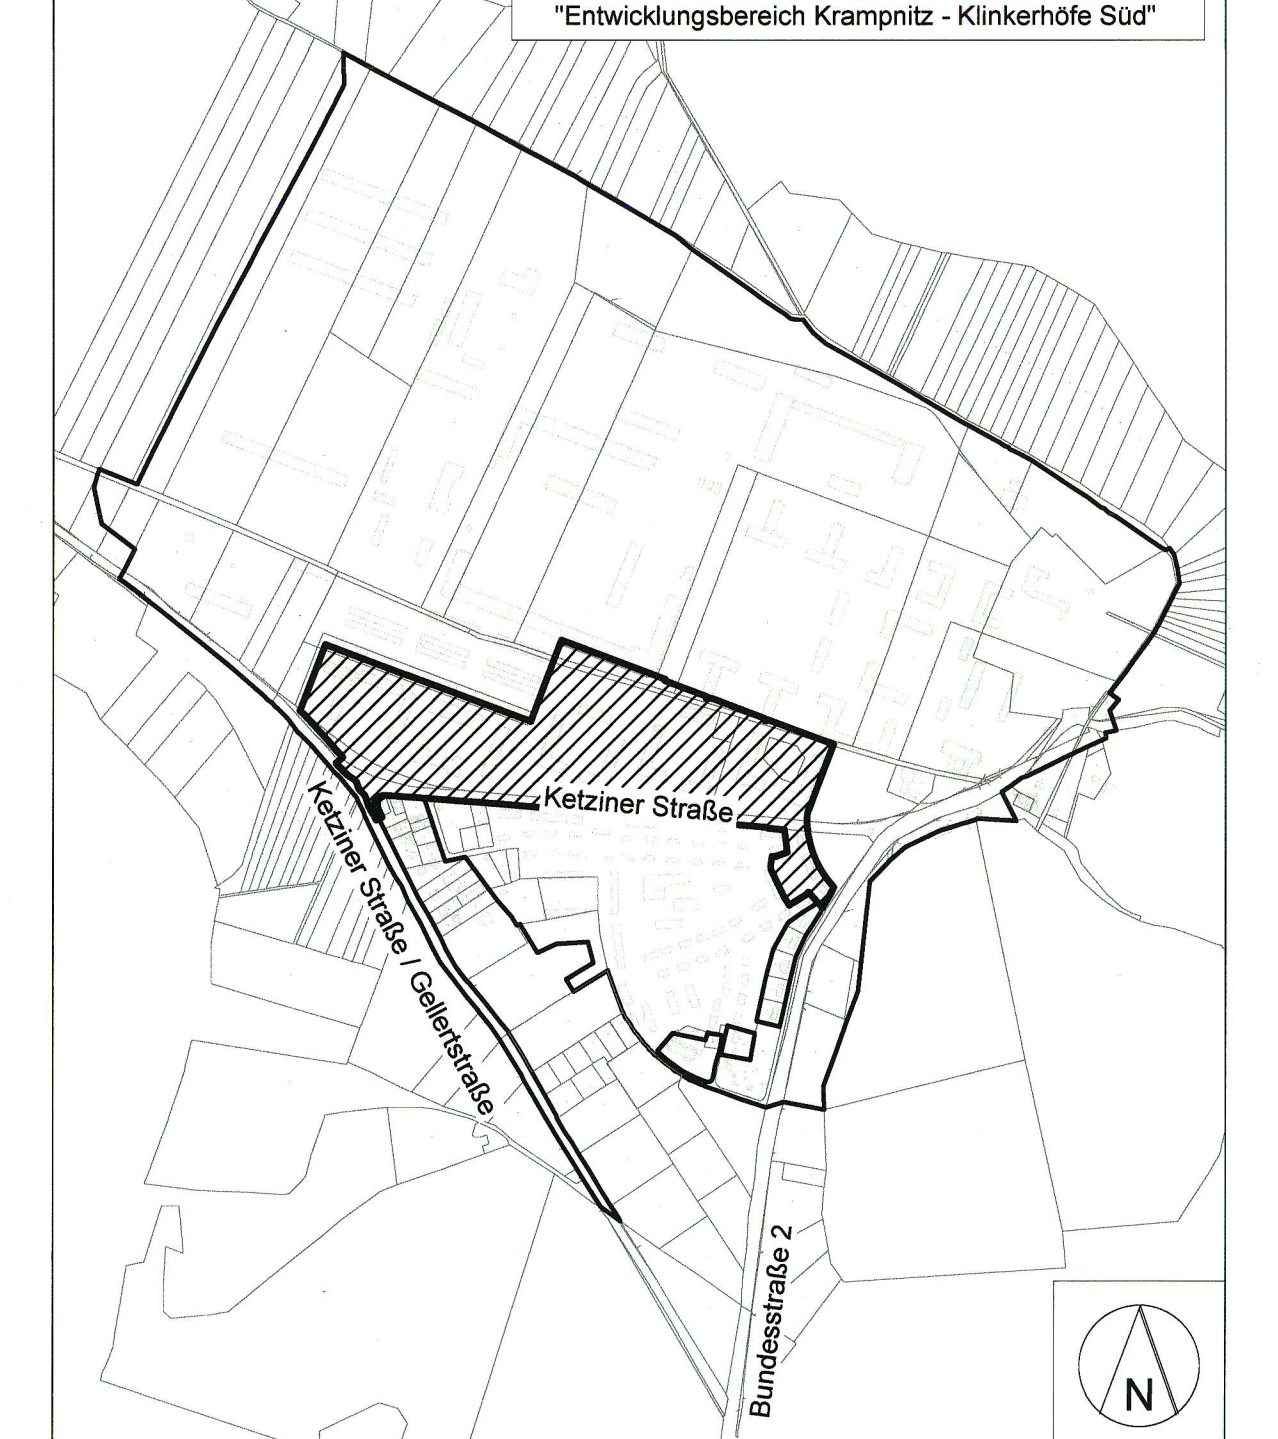 "Entwicklungsbereich Krampnitz - Klinkerhöfe Süd"
Ketziner Straße
Ketziner Straße / Gellertstraße
Bundesstraße 2
N